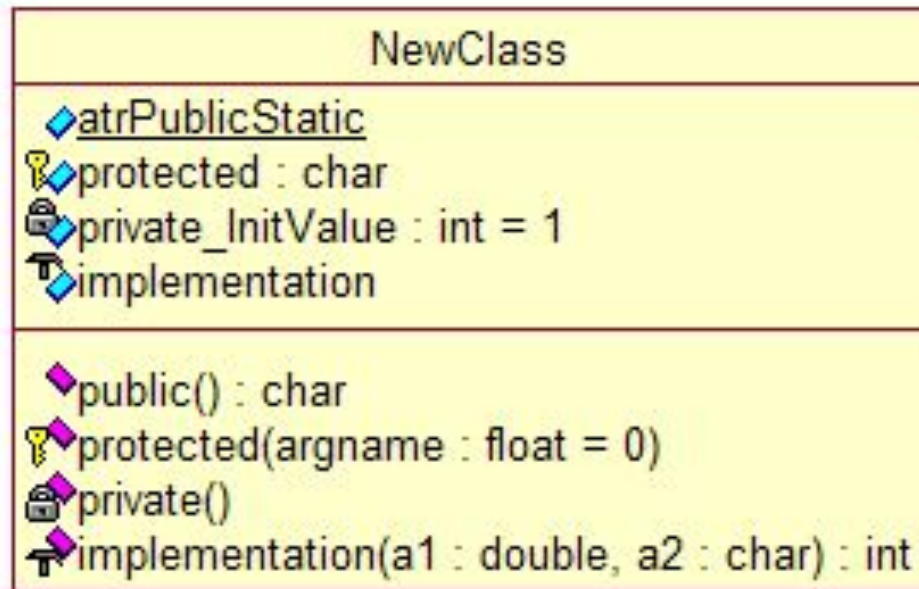 NewClass
atrPublicStatic
protected : char
private_InitValue : int = 1
implementation
public() : char
protected(argname : float = 0)
private()
implementation(a1 : double, a2 : char) : int